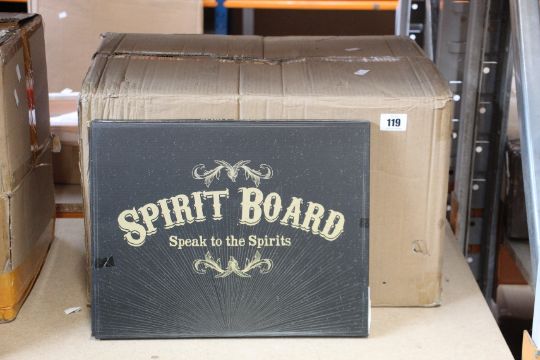 119
SPIRIT BOARD
Speak to the Spirits